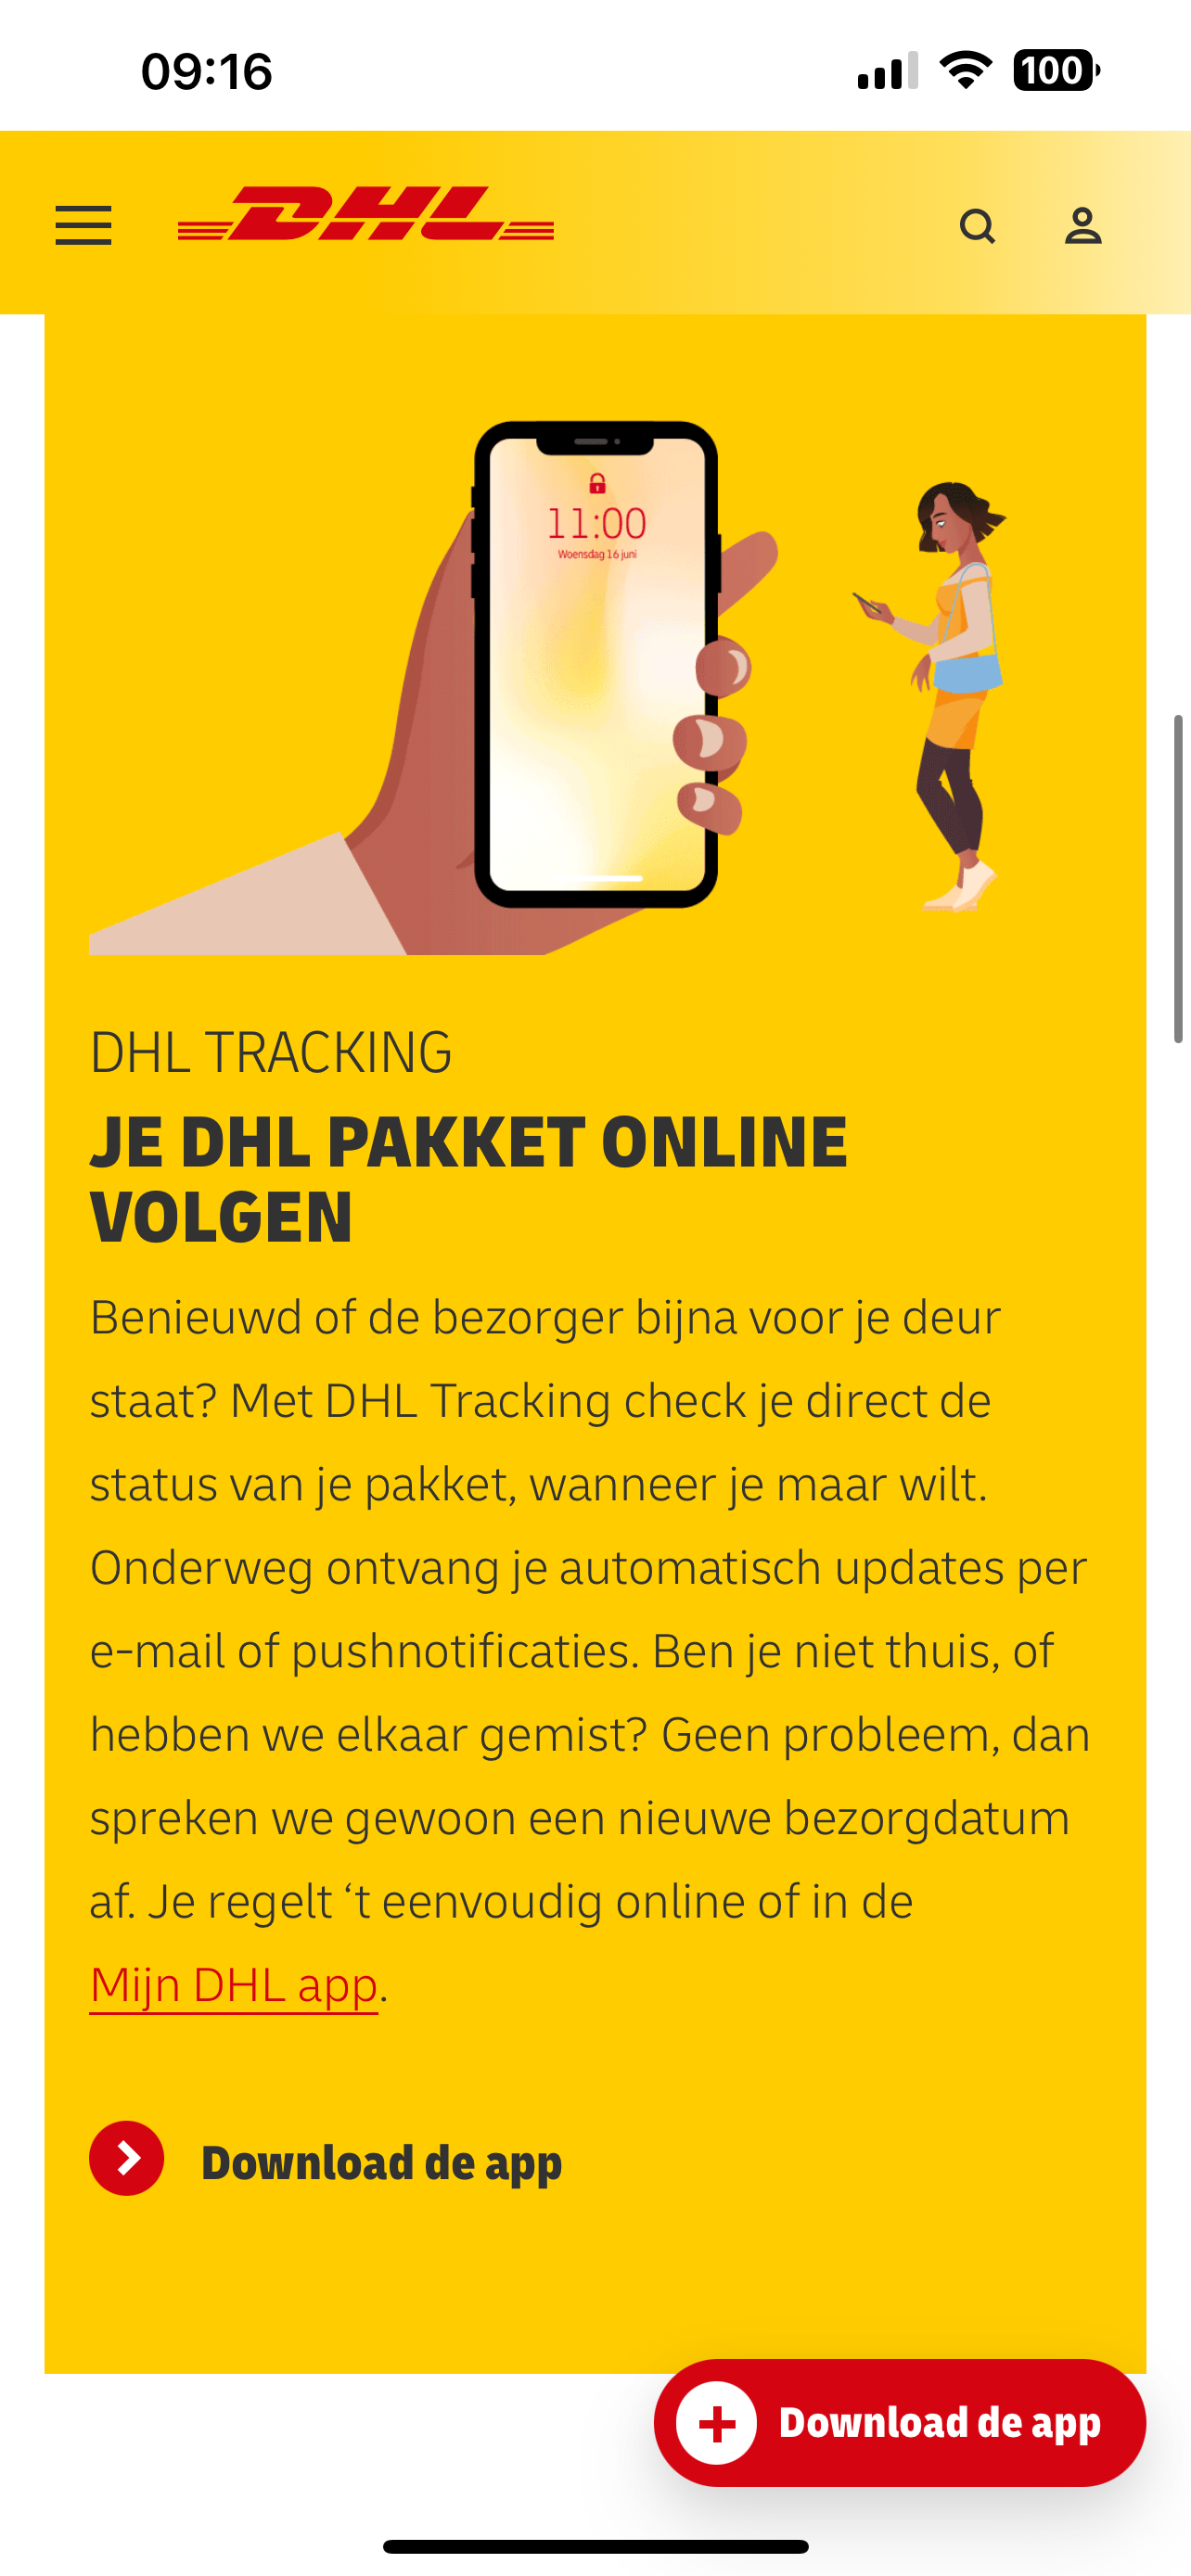 09:16
100
DHL
11:00
Woensdag 16 juni
DHL TRACKING
JE DHL PAKKET ONLINE
VOLGEN
Benieuwd of de bezorger bijna voor je deur
staat? Met DHL Tracking check je direct de
status van je pakket, wanneer je maar wilt.
Onderweg ontvang je automatisch updates per
e-mail of pushnotificaties. Ben je niet thuis, of
hebben we elkaar gemist? Geen probleem, dan
spreken we gewoon een nieuwe bezorgdatum
af. Je regelt ‘t eenvoudig online of in de
Mijn DHL app.
Download de app
Download de app